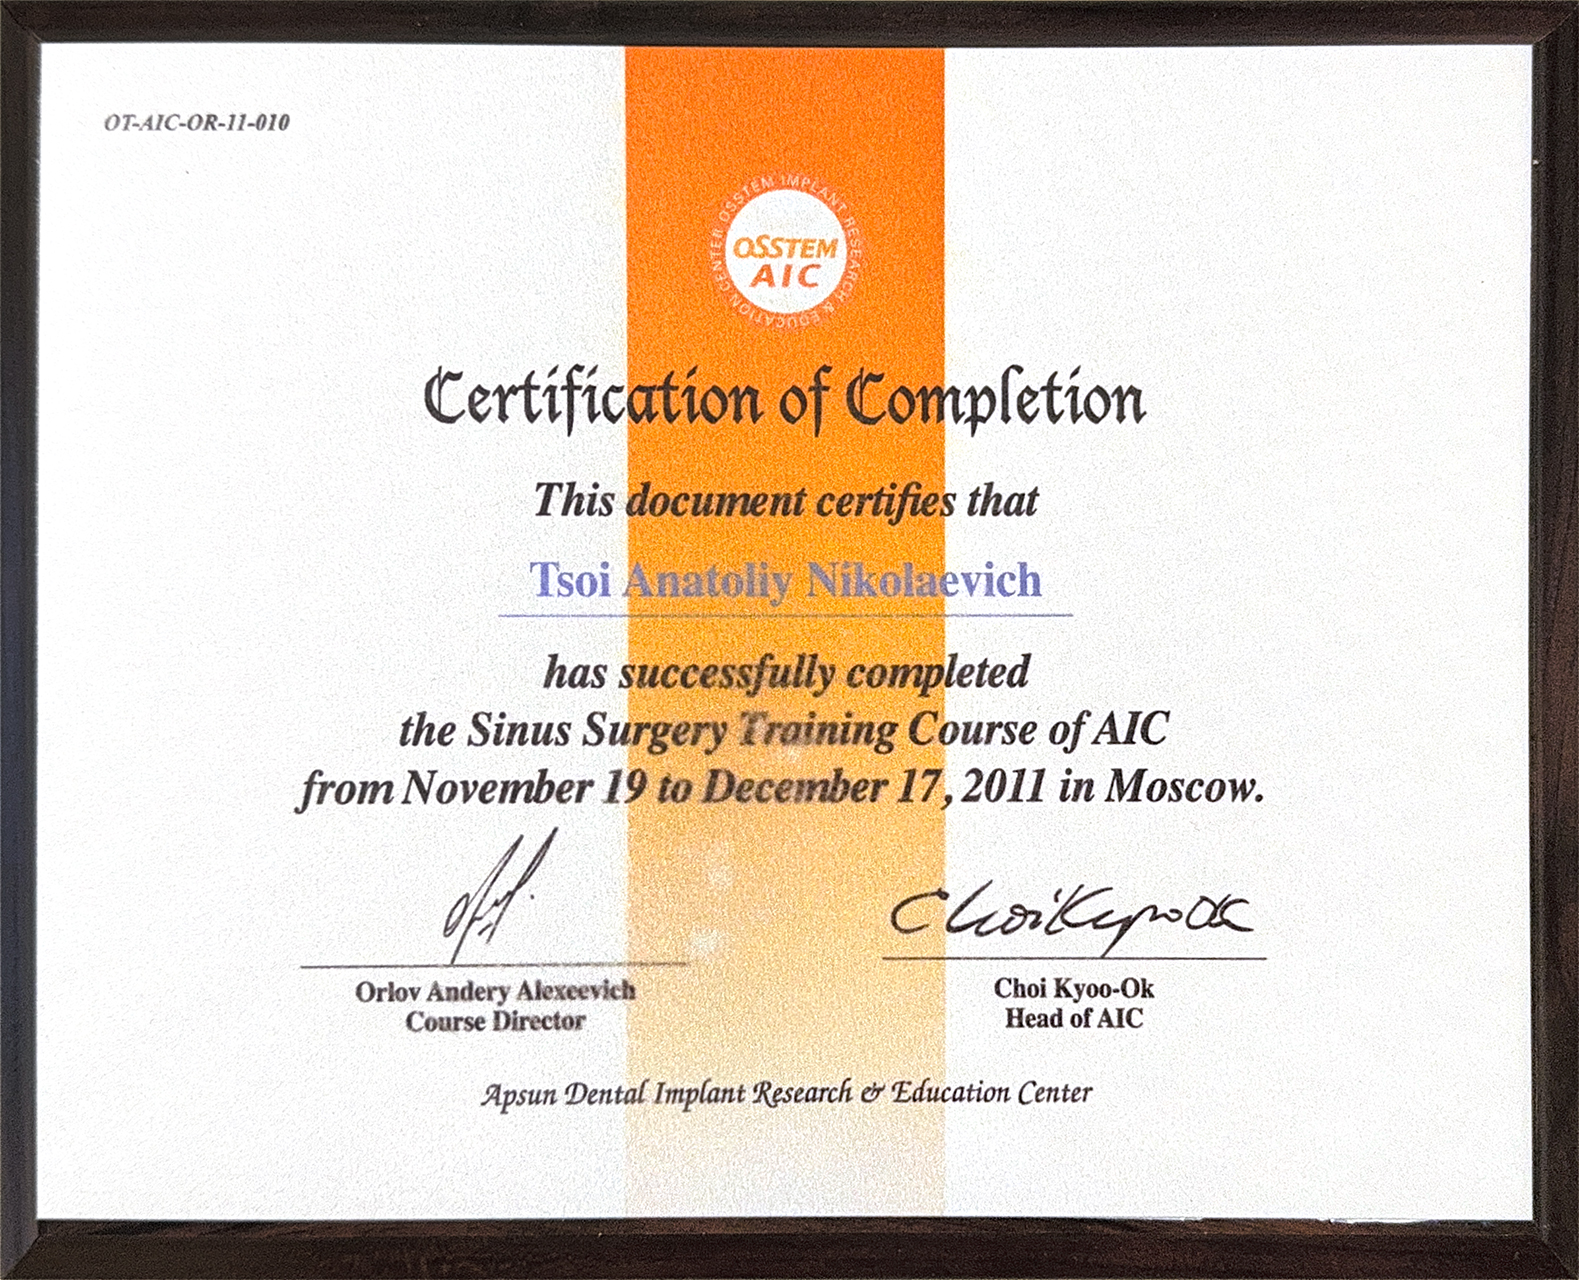 OT-AIC-OR-11-010
OSSTEM IMPLANT RESEARCH & EDUCATION CENTER
OSSTEM
AIC
Certification of Completion
This document certifies that
Tsoi Anatoliy Nikolaevich
has successfully completed
the Sinus Surgery Training Course of AIC
from November 19 to December 17, 2011 in Moscow.
Choi Kyoo Ok
Orlov Andery Alexeevich
Course Director
Choi Kyoo-Ok
Head of AIC
Apsun Dental Implant Research & Education Center